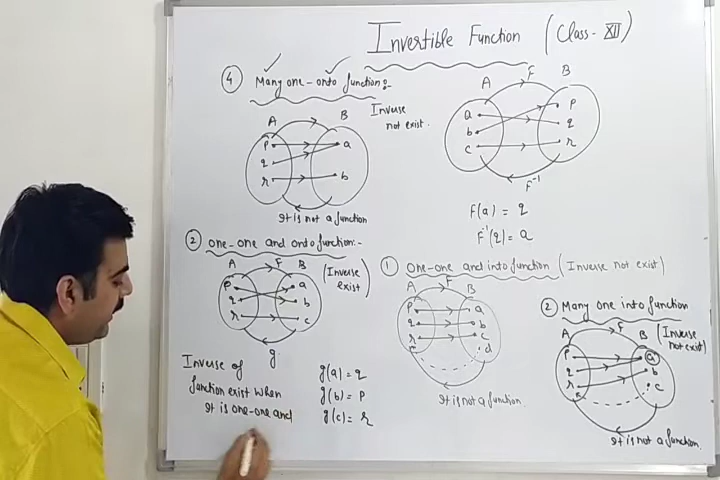 Invertible Function (Class-XII)
④ Many one-onto function:-
Inverse
not exist.
A B
p a
q
r b
It is not a function
A F B
a p
b q
c r
F⁻¹
F(a) = q
F⁻¹(q) = a
② one-one and onto function:-
A F B
p a
q b
r c
g
(Inverse
exist)
Inverse of
function exist when
It is one-one and
g(a) = q
g(b) = p
g(c) = r
① One-one and into function (Inverse not exist)
A F B
p a
q b
r c
d
It is not a function
② Many one into function
(Inverse
not exist)
A F B
p a
q b
r c
It is not a function.